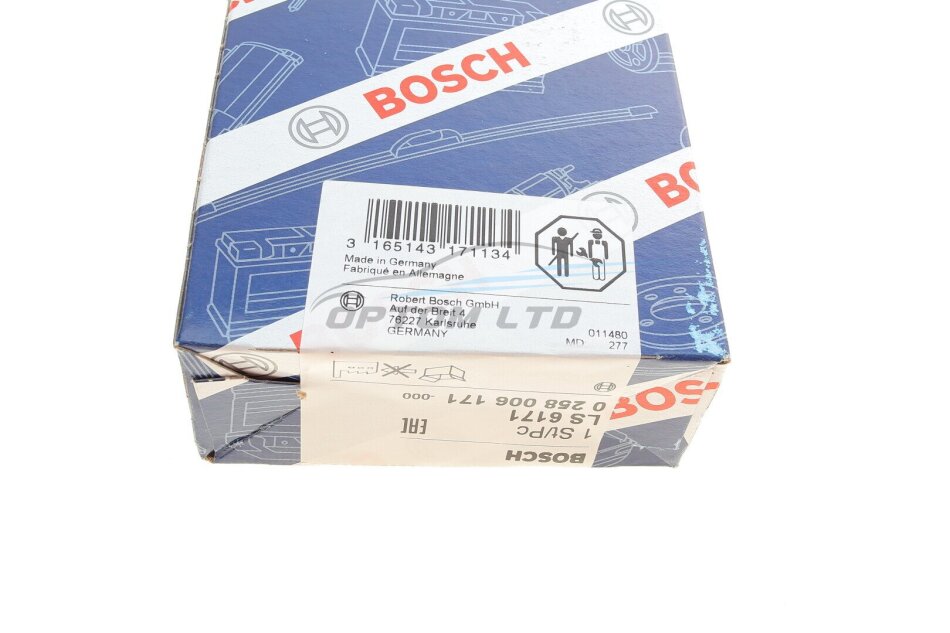 BOSCH
BOSCH
3 165143 171134
Made in Germany
Fabriqué en Allemagne
Robert Bosch GmbH
Auf der Breit 4
76227 Karlsruhe
GERMANY
011480
MD 277
OPTOM LTD
BOSCH
1 St/Pc
LS 6171
0 258 006 171 -000
EAC
BOSCH